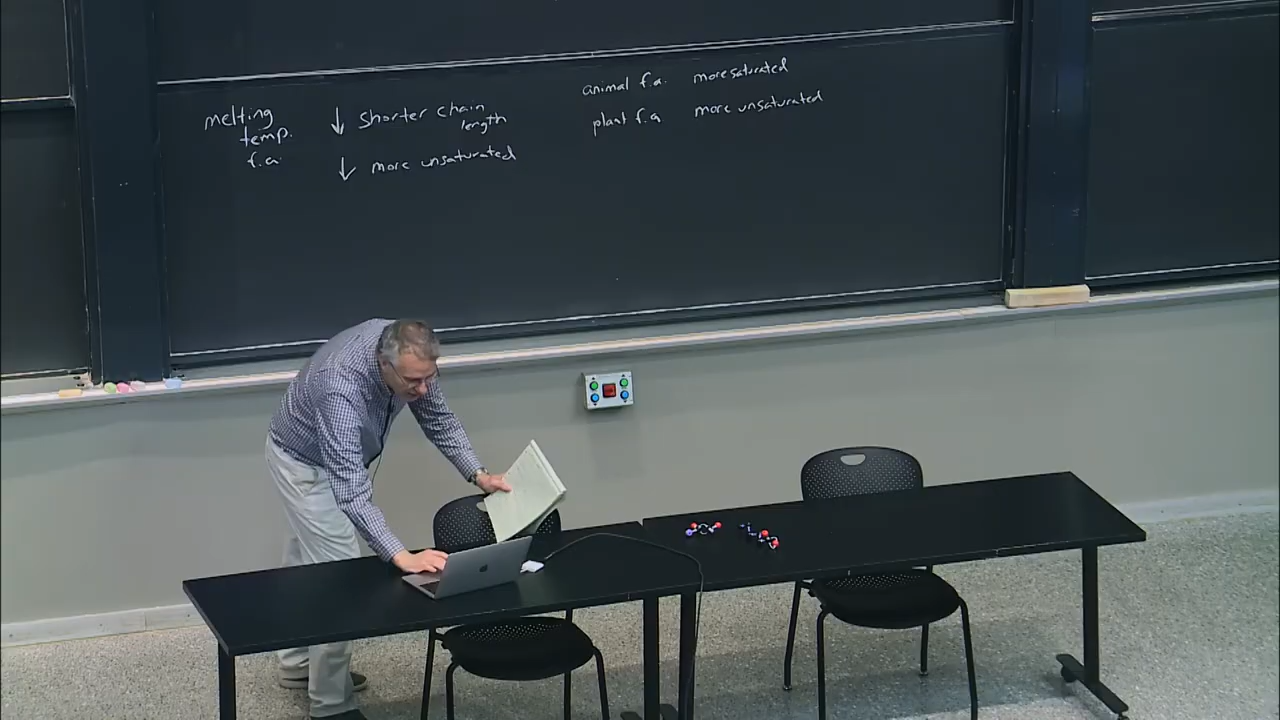 melting
temp.
f.a.
↓ shorter chain
length
↓ more unsaturated
animal f.a. more saturated
plant f.a more unsaturated